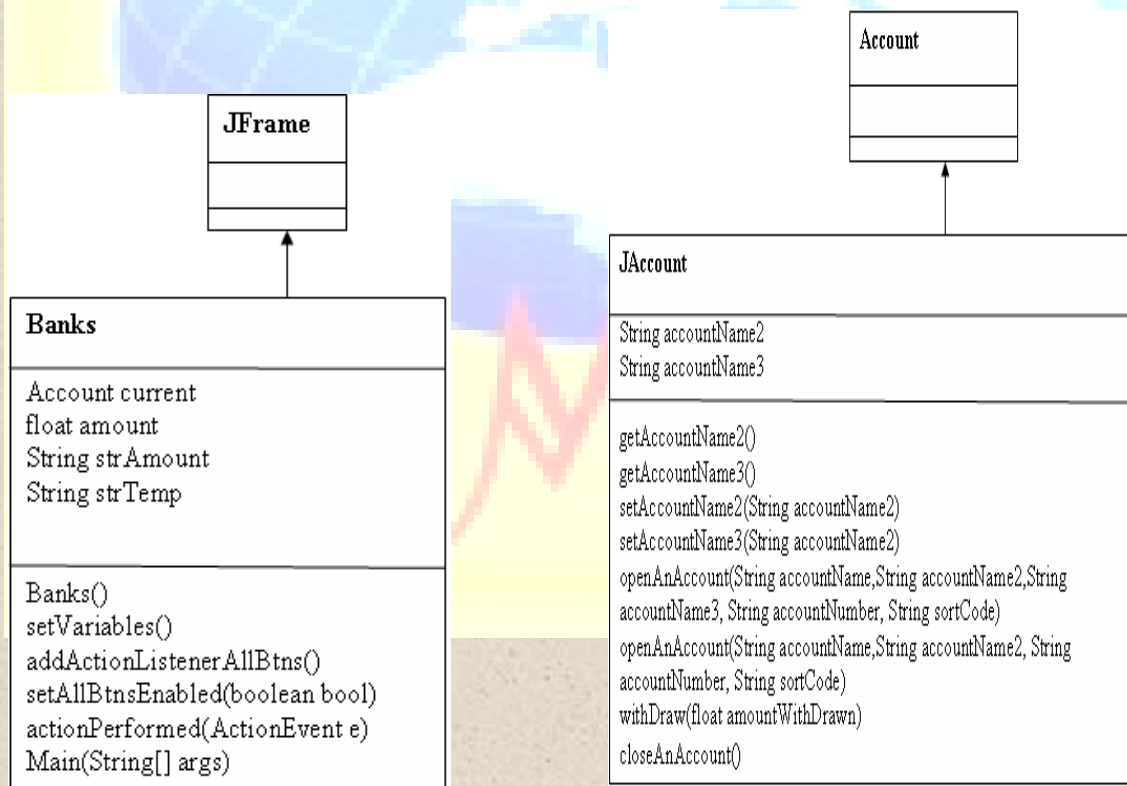 JFrame
Banks
Account current
float amount
String strAmount
String strTemp
Banks()
setVariables()
addActionListenerAllBtns()
setAllBtnsEnabled(boolean bool)
actionPerformed(ActionEvent e)
Main(String[] args)
Account
JAccount
String accountName2
String accountName3
getAccountName2()
getAccountName3()
setAccountName2(String accountName2)
setAccountName3(String accountName2)
openAnAccount(String accountName,String accountName2,String
accountName3, String accountNumber, String sortCode)
openAnAccount(String accountName,String accountName2, String
accountNumber, String sortCode)
withDraw(float amountWithDrawn)
closeAnAccount()